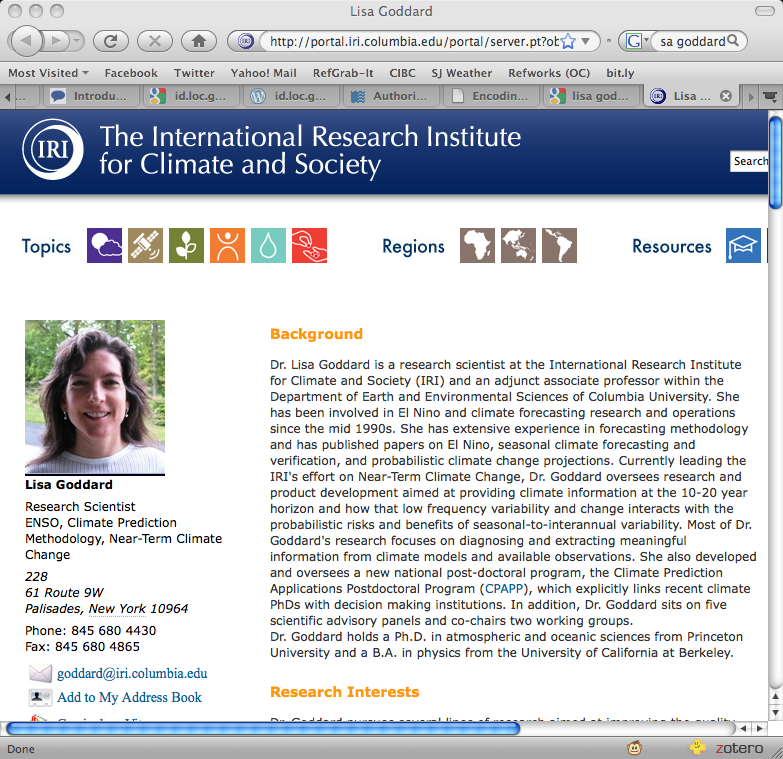 Lisa Goddard
http://portal.iri.columbia.edu/portal/server.pt?ob
sa goddard
Most Visited Facebook Twitter Yahoo! Mail RefGrab-It CIBC SJ Weather Refworks (OC) bit.ly
... Introdu... id.loc.g... id.loc.g... Authori... Encodin... lisa god... Lisa ...
IRI
The International Research Institute
for Climate and Society
Search
Topics Regions Resources
Lisa Goddard
Research Scientist
ENSO, Climate Prediction
Methodology, Near-Term Climate
Change
228
61 Route 9W
Palisades, New York 10964
Phone: 845 680 4430
Fax: 845 680 4865
goddard@iri.columbia.edu
Add to My Address Book
Background
Dr. Lisa Goddard is a research scientist at the International Research Institute
for Climate and Society (IRI) and an adjunct associate professor within the
Department of Earth and Environmental Sciences of Columbia University. She
has been involved in El Nino and climate forecasting research and operations
since the mid 1990s. She has extensive experience in forecasting methodology
and has published papers on El Nino, seasonal climate forecasting and
verification, and probabilistic climate change projections. Currently leading the
IRI's effort on Near-Term Climate Change, Dr. Goddard oversees research and
product development aimed at providing climate information at the 10-20 year
horizon and how that low frequency variability and change interacts with the
probabilistic risks and benefits of seasonal-to-interannual variability. Most of Dr.
Goddard's research focuses on diagnosing and extracting meaningful
information from climate models and available observations. She also developed
and oversees a new national post-doctoral program, the Climate Prediction
Applications Postdoctoral Program (CPAPP), which explicitly links recent climate
PhDs with decision making institutions. In addition, Dr. Goddard sits on five
scientific advisory panels and co-chairs two working groups.
Dr. Goddard holds a Ph.D. in atmospheric and oceanic sciences from Princeton
University and a B.A. in physics from the University of California at Berkeley.
Research Interests
Dr. Goddard pursues several lines of research aimed at improving the quality
Done
zotero